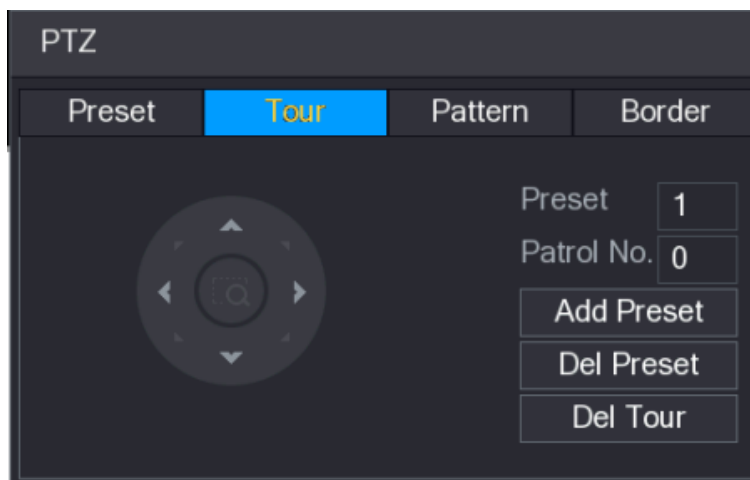 PTZ
Preset Tour Pattern Border
Preset 1
Patrol No. 0
Add Preset
Del Preset
Del Tour